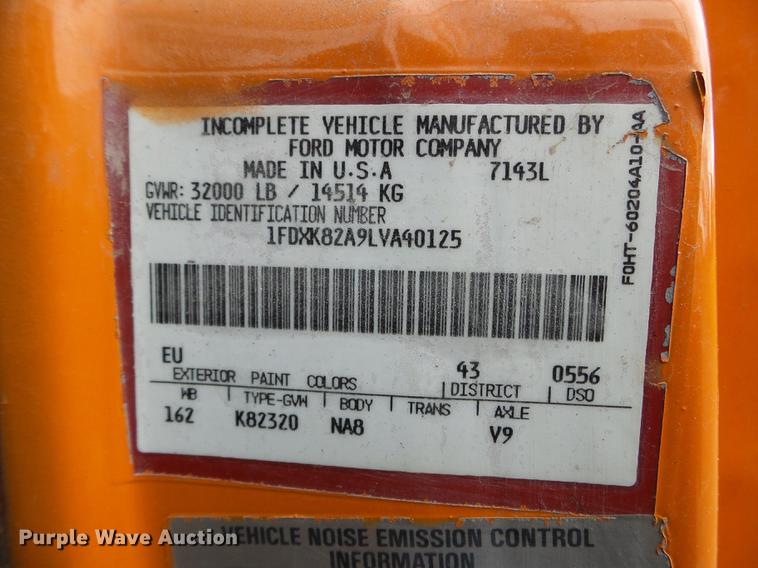 INCOMPLETE VEHICLE MANUFACTURED BY
FORD MOTOR COMPANY
MADE IN U.S.A 7143L
GVWR: 32000 LB / 14514 KG
VEHICLE IDENTIFICATION NUMBER
1FDXK82A9LVA40125
F0HT-60204A10-AA
EU 43 0556
EXTERIOR PAINT COLORS DISTRICT DSO
WB TYPE-GVW BODY TRANS AXLE
162 K82320 NA8 V9
VEHICLE NOISE EMISSION CONTROL
INFORMATION
Purple Wave Auction